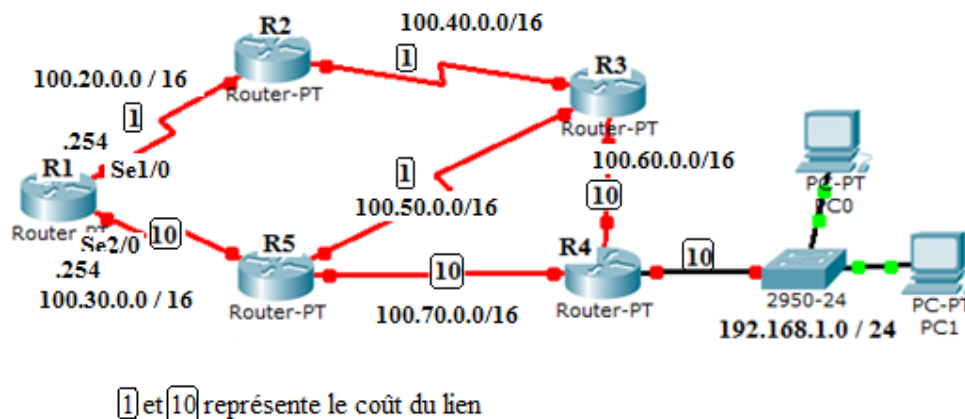 R2
100.40.0.0/16
1
R3
100.20.0.0 / 16
Router-PT
1
Router-PT
.254
100.60.0.0/16
R1
Se1/0
1
PC-PT
PC0
100.50.0.0/16
10
Se2/0
10
R5
R4
.254
10
10
100.30.0.0 / 16
Router-PT
100.70.0.0/16
Router-PT
2950-24
192.168.1.0 / 24
PC-PT
PC1
1 et 10 représente le coût du lien